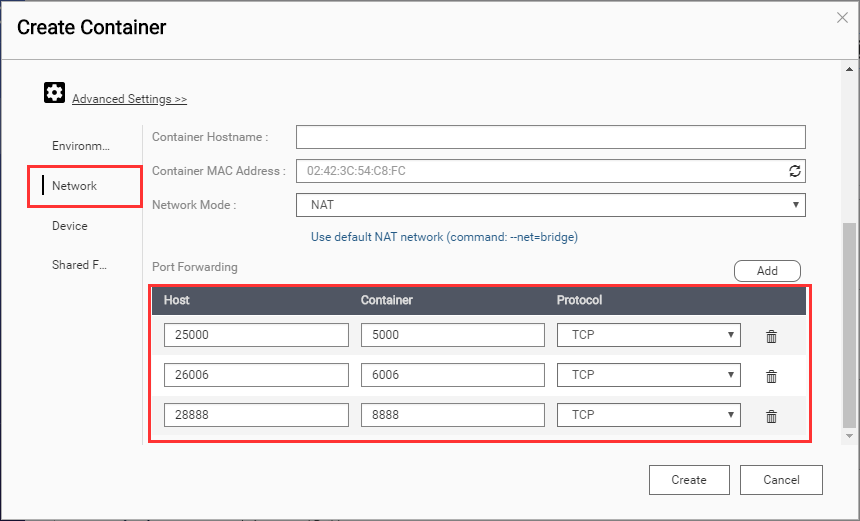 Create Container
Advanced Settings >>
Environm...
Network
Device
Shared F...
Container Hostname :
Container MAC Address : 02:42:3C:54:C8:FC
Network Mode : NAT
Use default NAT network (command: --net=bridge)
Port Forwarding
Add
Host Container Protocol
25000 5000 TCP
26006 6006 TCP
28888 8888 TCP
Create Cancel